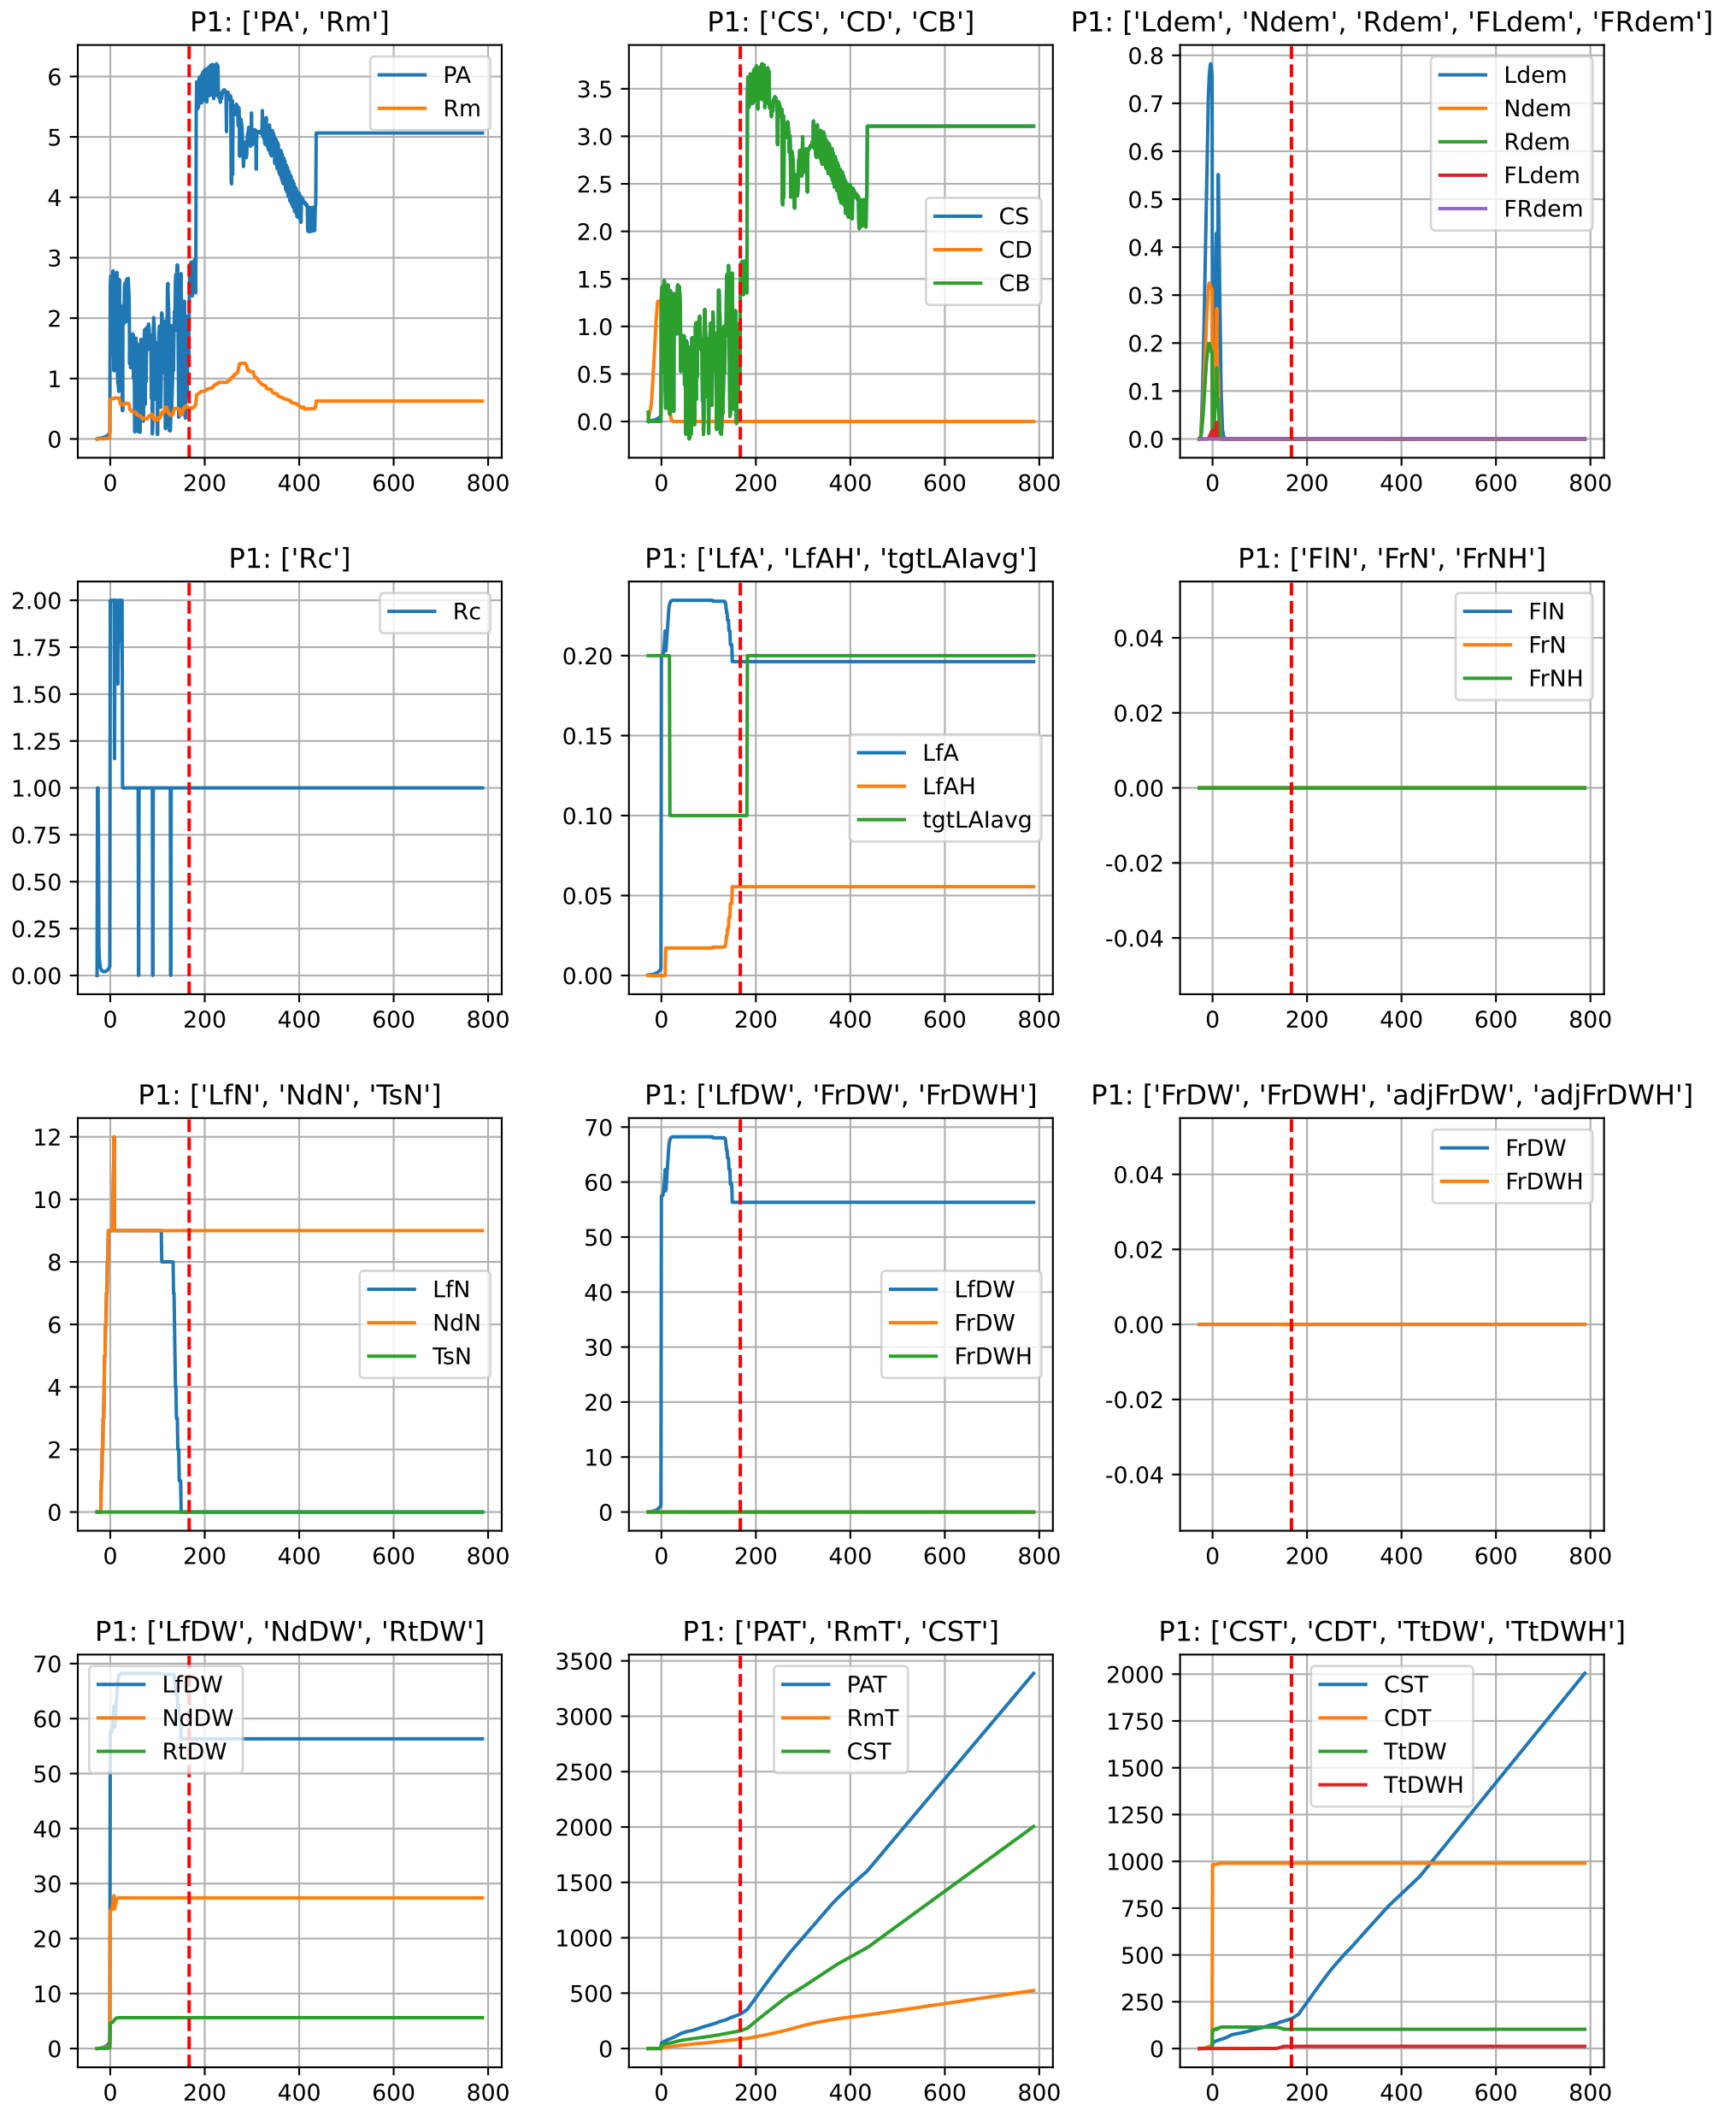 P1: ['PA', 'Rm']
6
5
4
3
2
1
0
PA
Rm
0 200 400 600 800
P1: ['CS', 'CD', 'CB']
3.5
3.0
2.5
2.0
1.5
1.0
0.5
0.0
CS
CD
CB
0 200 400 600 800
P1: ['Ldem', 'Ndem', 'Rdem', 'FLdem', 'FRdem']
0.8
0.7
0.6
0.5
0.4
0.3
0.2
0.1
0.0
Ldem
Ndem
Rdem
FLdem
FRdem
0 200 400 600 800
P1: ['Rc']
2.00
1.75
1.50
1.25
1.00
0.75
0.50
0.25
0.00
Rc
0 200 400 600 800
P1: ['LfA', 'LfAH', 'tgtLAIavg']
0.20
0.15
0.10
0.05
0.00
LfA
LfAH
tgtLAIavg
0 200 400 600 800
P1: ['FlN', 'FrN', 'FrNH']
0.04
0.02
0.00
-0.02
-0.04
FlN
FrN
FrNH
0 200 400 600 800
P1: ['LfN', 'NdN', 'TsN']
12
10
8
6
4
2
0
LfN
NdN
TsN
0 200 400 600 800
P1: ['LfDW', 'FrDW', 'FrDWH']
70
60
50
40
30
20
10
0
LfDW
FrDW
FrDWH
0 200 400 600 800
P1: ['FrDW', 'FrDWH', 'adjFrDW', 'adjFrDWH']
0.04
0.02
0.00
-0.02
-0.04
FrDW
FrDWH
0 200 400 600 800
P1: ['LfDW', 'NdDW', 'RtDW']
70
60
50
40
30
20
10
0
LfDW
NdDW
RtDW
0 200 400 600 800
P1: ['PAT', 'RmT', 'CST']
3500
3000
2500
2000
1500
1000
500
0
PAT
RmT
CST
0 200 400 600 800
P1: ['CST', 'CDT', 'TtDW', 'TtDWH']
2000
1750
1500
1250
1000
750
500
250
0
CST
CDT
TtDW
TtDWH
0 200 400 600 800